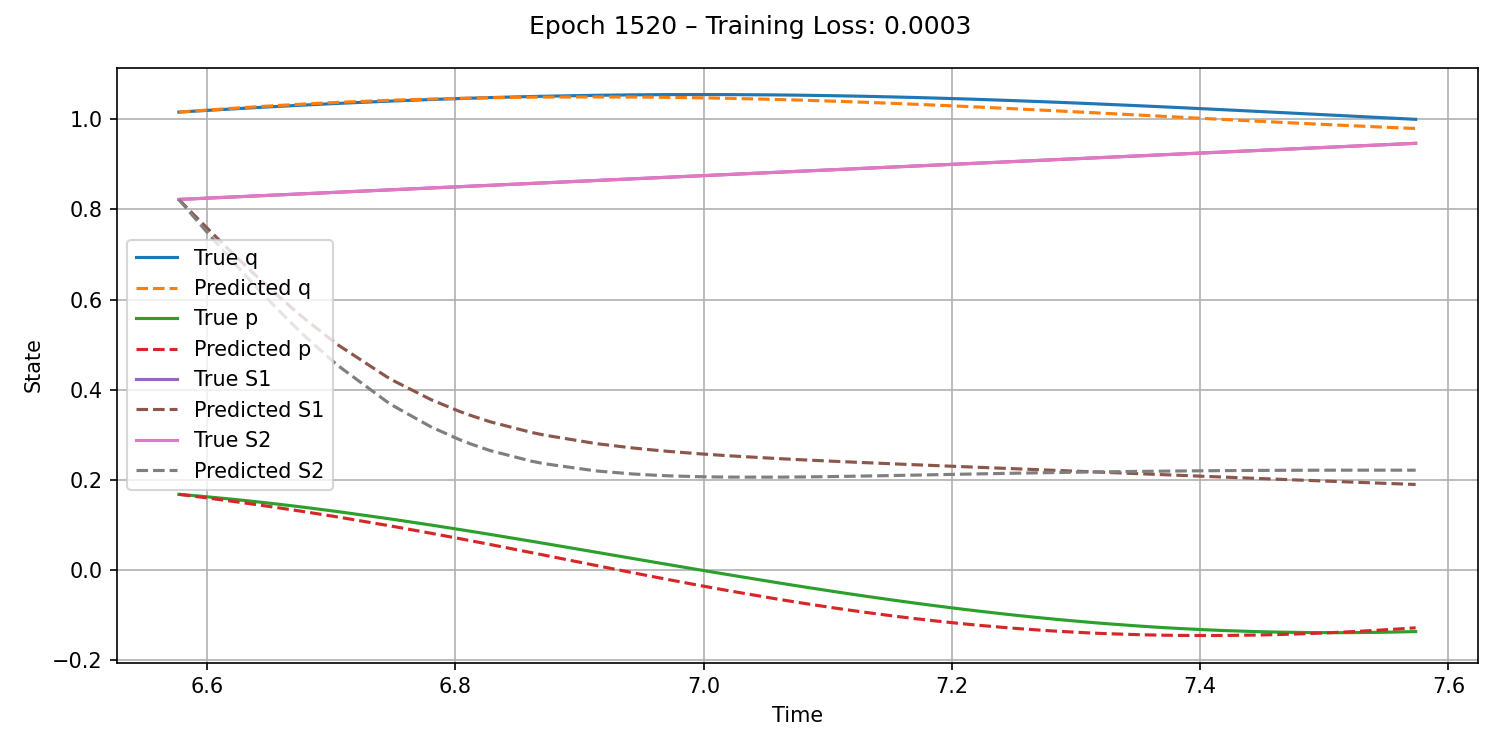 Epoch 1520 – Training Loss: 0.0003
1.0
0.8
0.6
0.4
0.2
0.0
−0.2
State
True q
Predicted q
True p
Predicted p
True S1
Predicted S1
True S2
Predicted S2
6.6 6.8 7.0 7.2 7.4 7.6
Time